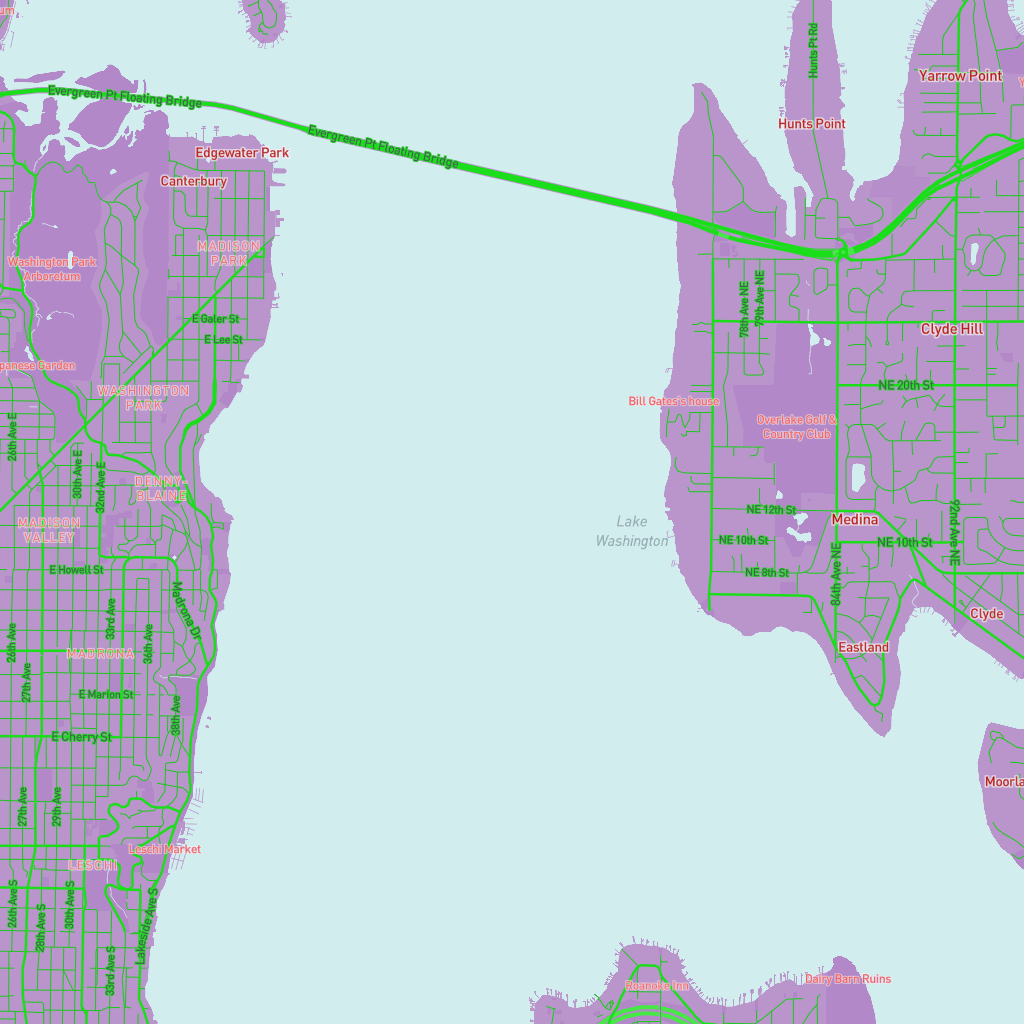 Hunts Pt Rd
Yarrow Point
Evergreen Pt Floating Bridge
Hunts Point
Evergreen Pt Floating Bridge
Edgewater Park
Canterbury
MADISON
PARK
Washington Park
Arboretum
78th Ave NE
79th Ave NE
E Galer St
Clyde Hill
E Lee St
panese Garden
WASHINGTON
PARK
NE 20th St
Bill Gates's house
Overlake Golf &
Country Club
26th Ave E
30th Ave E
32nd Ave E
DENNY-
BLAINE
NE 12th St
MADISON
VALLEY
Lake
Washington
Medina
92nd Ave NE
NE 10th St
NE 10th St
E Howell St
NE 8th St
84th Ave NE
Madrona Dr
33rd Ave
Clyde
26th Ave
36th Ave
MADRONA
Eastland
27th Ave
E Marion St
38th Ave
E Cherry St
Moorla
27th Ave
29th Ave
Leschi Market
LESCHI
26th Ave S
30th Ave S
28th Ave S
Lakeside Ave S
33rd Ave S
Roanoke Inn
Dairy Barn Ruins